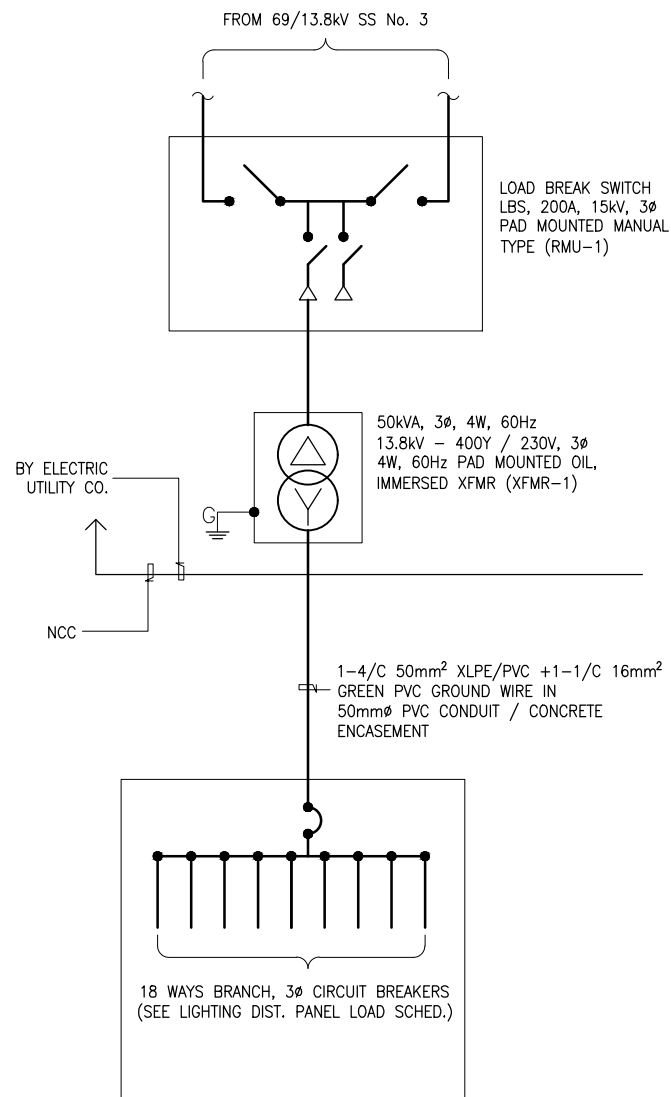 FROM 69/13.8kV SS No. 3
LOAD BREAK SWITCH
LBS, 200A, 15kV, 3ø
PAD MOUNTED MANUAL
TYPE (RMU-1)
50kVA, 3ø, 4W, 60Hz
13.8kV - 400Y / 230V, 3ø
4W, 60Hz PAD MOUNTED OIL,
IMMERSED XFMR (XFMR-1)
BY ELECTRIC
UTILITY CO.
G
NCC
1-4/C 50mm² XLPE/PVC +1-1/C 16mm²
GREEN PVC GROUND WIRE IN
50mmø PVC CONDUIT / CONCRETE
ENCASEMENT
18 WAYS BRANCH, 3ø CIRCUIT BREAKERS
(SEE LIGHTING DIST. PANEL LOAD SCHED.)